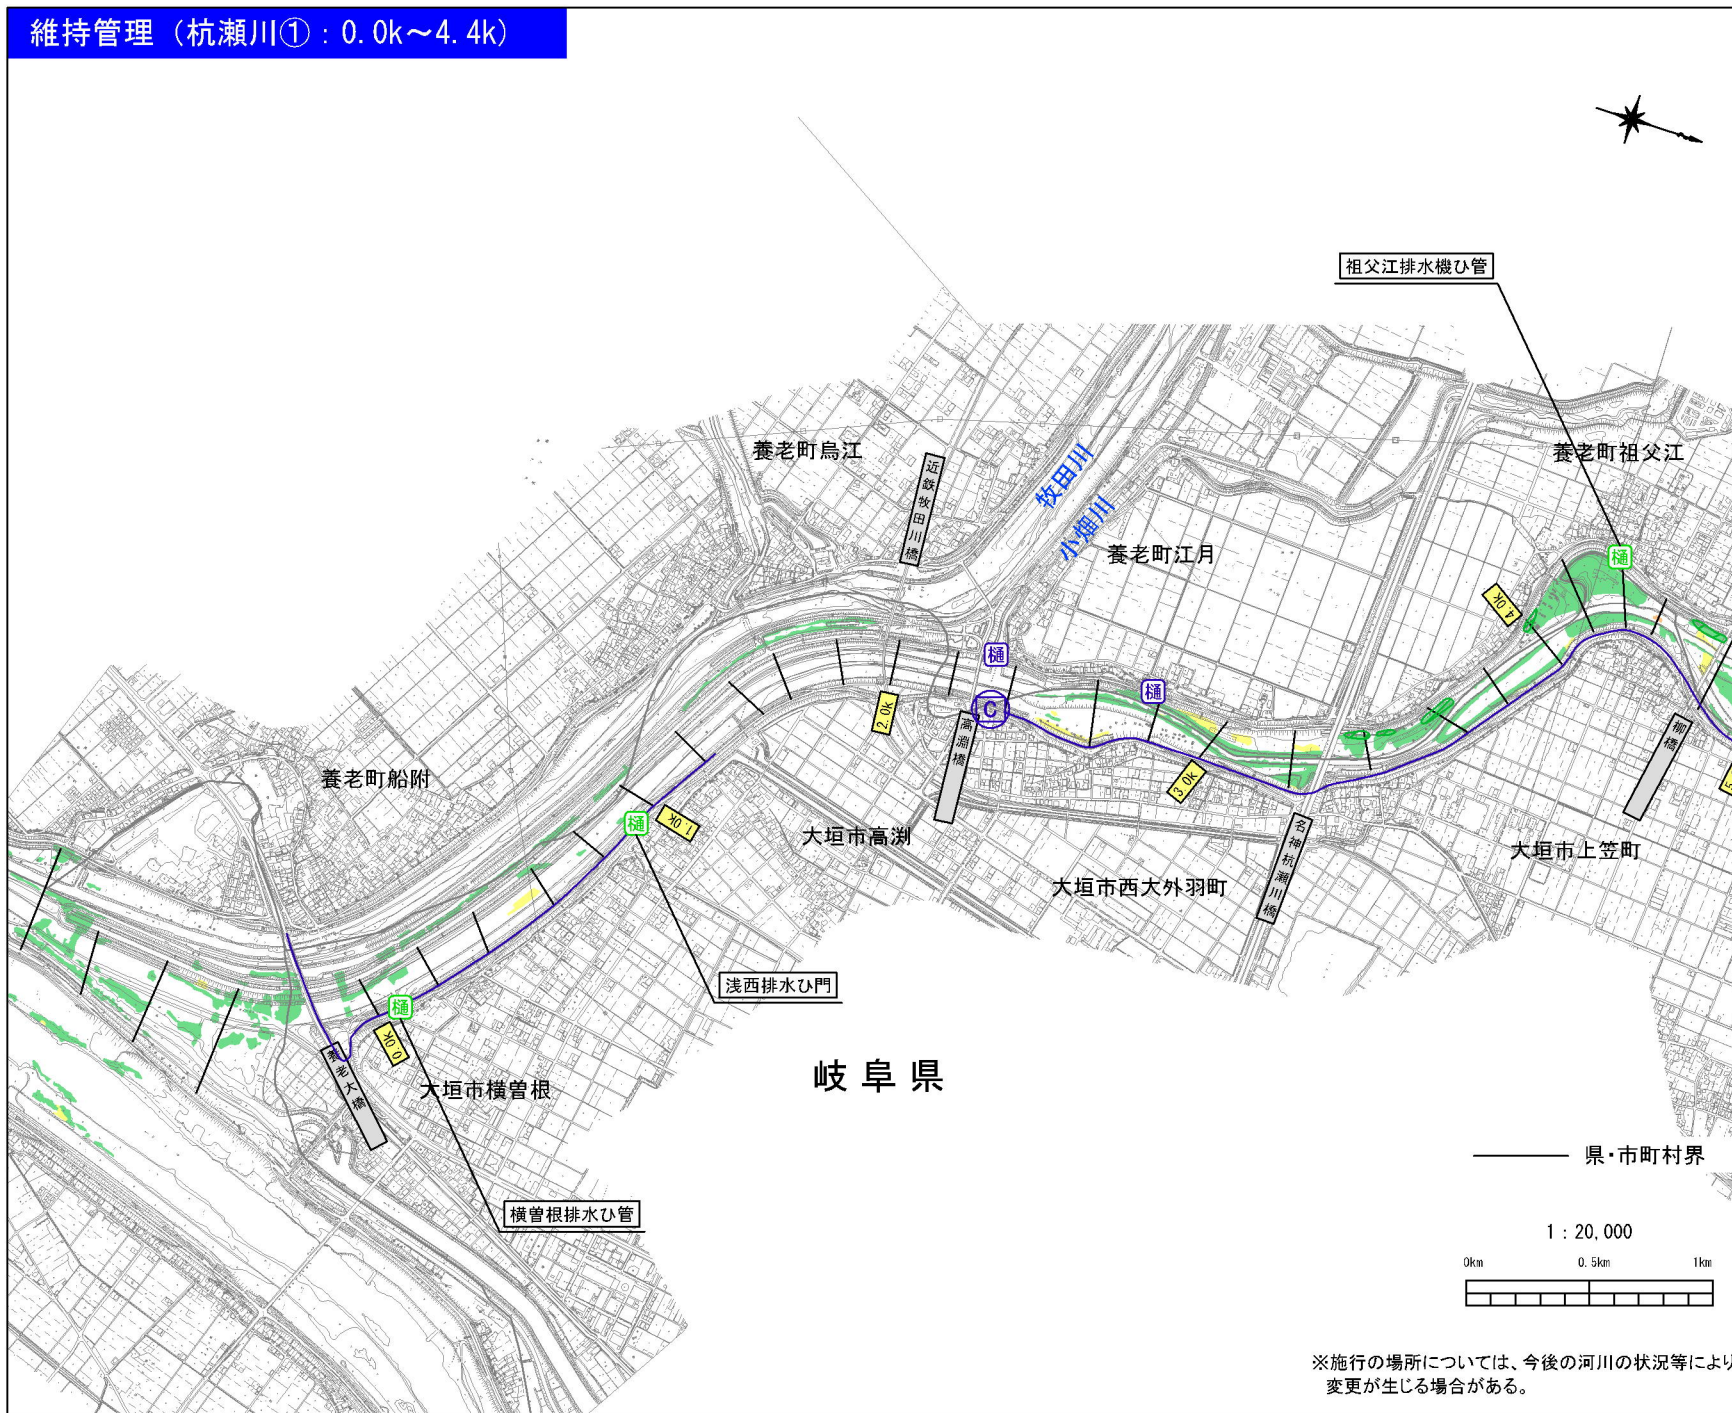 維持管理（杭瀬川①：0.0k～4.4k）
祖父江排水機ひ管
養老町烏江
近鉄牧田川橋
牧田川
小畑川
養老町祖父江
養老町江月
樋
4.0k
樋
樋
C
2.0k
高淵橋
柳橋
養老町船附
3.0k
樋
1.0k
大垣市高渕
名神杭瀬川橋
大垣市上笠町
大垣市西大外羽町
浅西排水ひ門
樋
0.0k
養老大橋
大垣市横曽根
岐阜県
県・市町村界
横曽根排水ひ管
1：20,000
0km
0.5km
1km
※施行の場所については、今後の河川の状況等により
変更が生じる場合がある。